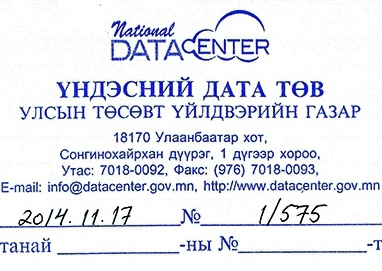 National
DATACENTER
ҮНДЭСНИЙ ДАТА ТӨВ
УЛСЫН ТӨСӨВТ ҮЙЛДВЭРИЙН ГАЗАР
18170 Улаанбаатар хот,
Сонгинохайрхан дүүрэг, 1 дүгээр хороо,
Утас: 7018-0092, Факс: (976) 7018-0093,
E-mail: info@datacenter.gov.mn, http://www.datacenter.gov.mn
2014.11.17 № 1/575
танай ________-ны №________-т